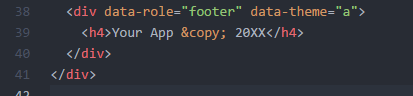 38 <div data-role="footer" data-theme="a">
39 <h4>Your App &copy; 20XX</h4>
40 </div>
41 </div>
42